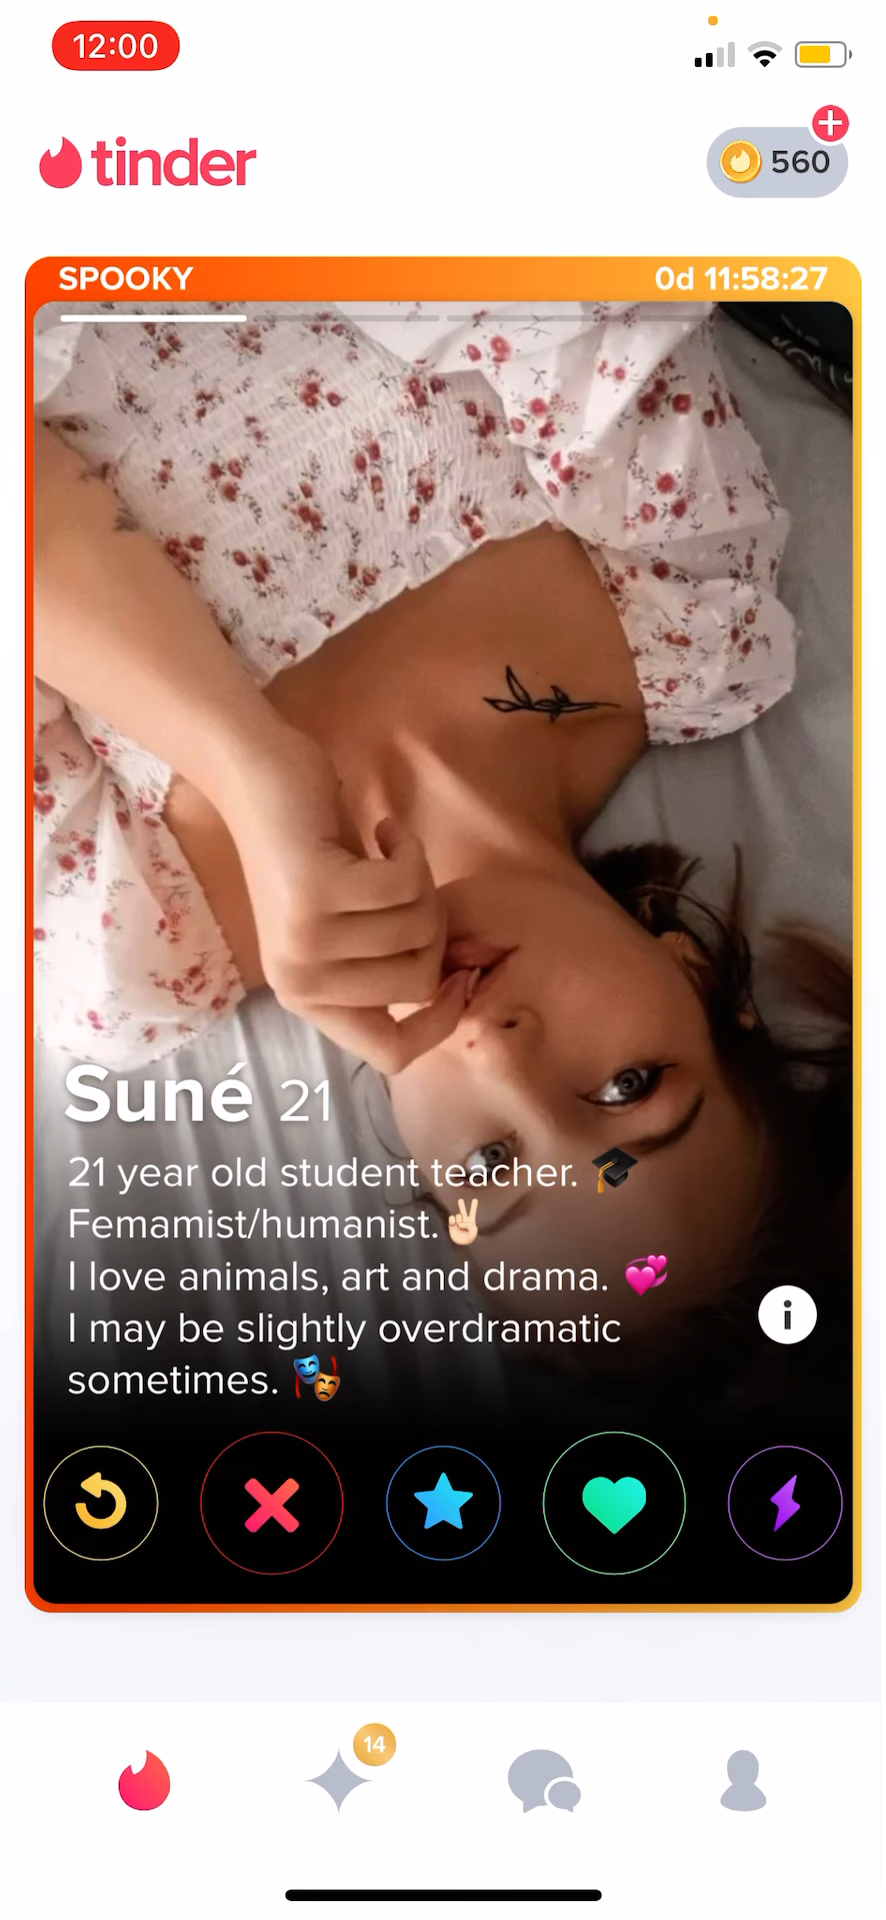 12:00
tinder
560
SPOOKY 0d 11:58:27
Suné 21
21 year old student teacher. 🎓
Femamist/humanist.✌🏻
I love animals, art and drama. 💞
I may be slightly overdramatic
sometimes. 🎭
14